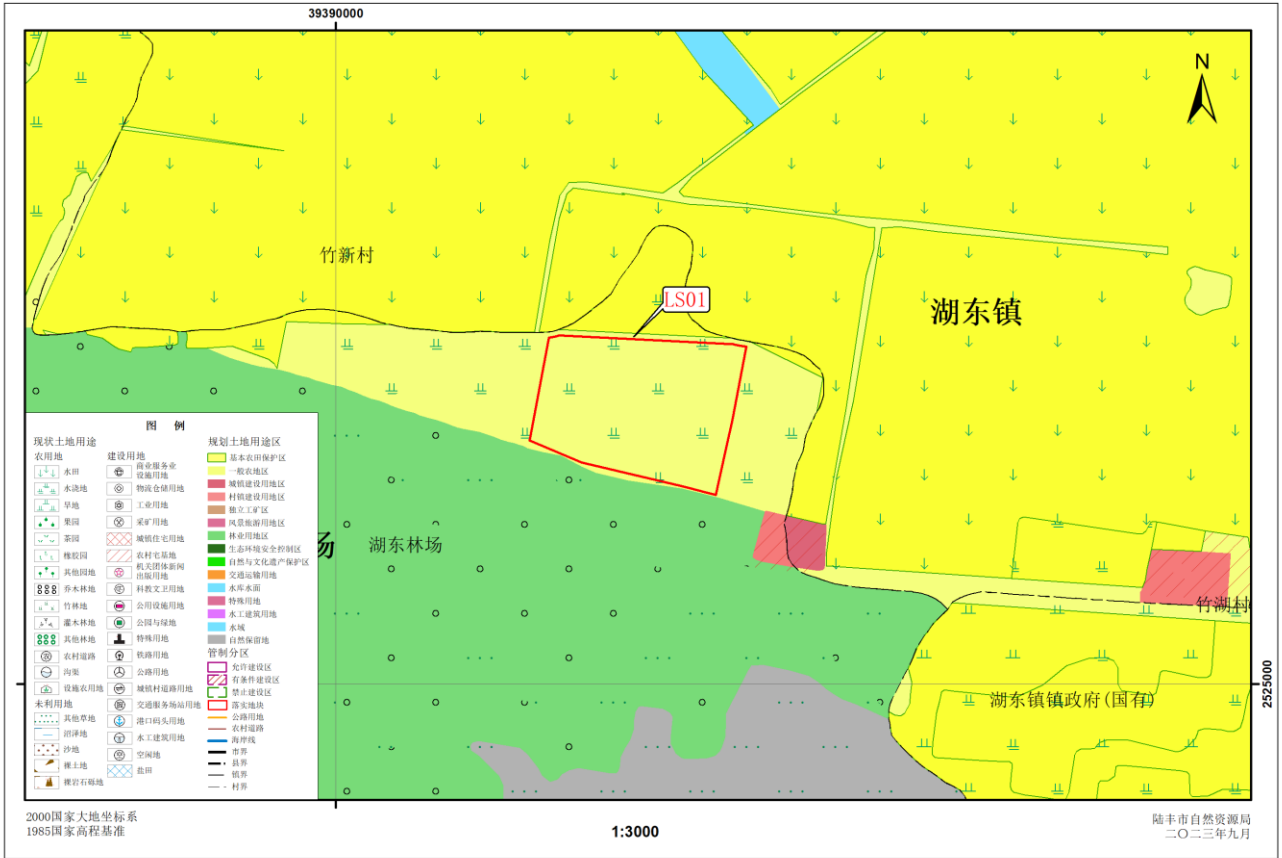 39390000
N
竹新村
LS01
湖东镇
场
湖东林场
竹湖村
湖东镇镇政府(国有)
2525000
图 例
现状土地用途
农用地
水田
水浇地
旱地
果园
茶园
橡胶园
其他园地
乔木林地
竹林地
灌木林地
其他林地
农村道路
沟渠
设施农用地
未利用地
其他草地
沼泽地
沙地
裸土地
裸岩石砾地
建设用地
商业服务业
设施用地
物流仓储用地
工业用地
采矿用地
城镇住宅用地
农村宅基地
机关团体新闻
出版用地
科教文卫用地
公用设施用地
公园与绿地
特殊用地
铁路用地
公路用地
城镇村道路用地
交通服务场站用地
港口码头用地
水工建筑用地
空闲地
盐田
规划土地用途区
基本农田保护区
一般农地区
城镇建设用地区
村镇建设用地区
独立工矿区
风景旅游用地区
林业用地区
生态环境安全控制区
自然与文化遗产保护区
交通运输用地
水库水面
特殊用地
水工建筑用地
水域
自然保留地
管制分区
允许建设区
有条件建设区
禁止建设区
落实地块
公路用地
农村道路
海岸线
市界
县界
镇界
村界
2000国家大地坐标系
1985国家高程基准
1:3000
陆丰市自然资源局
二〇二三年九月